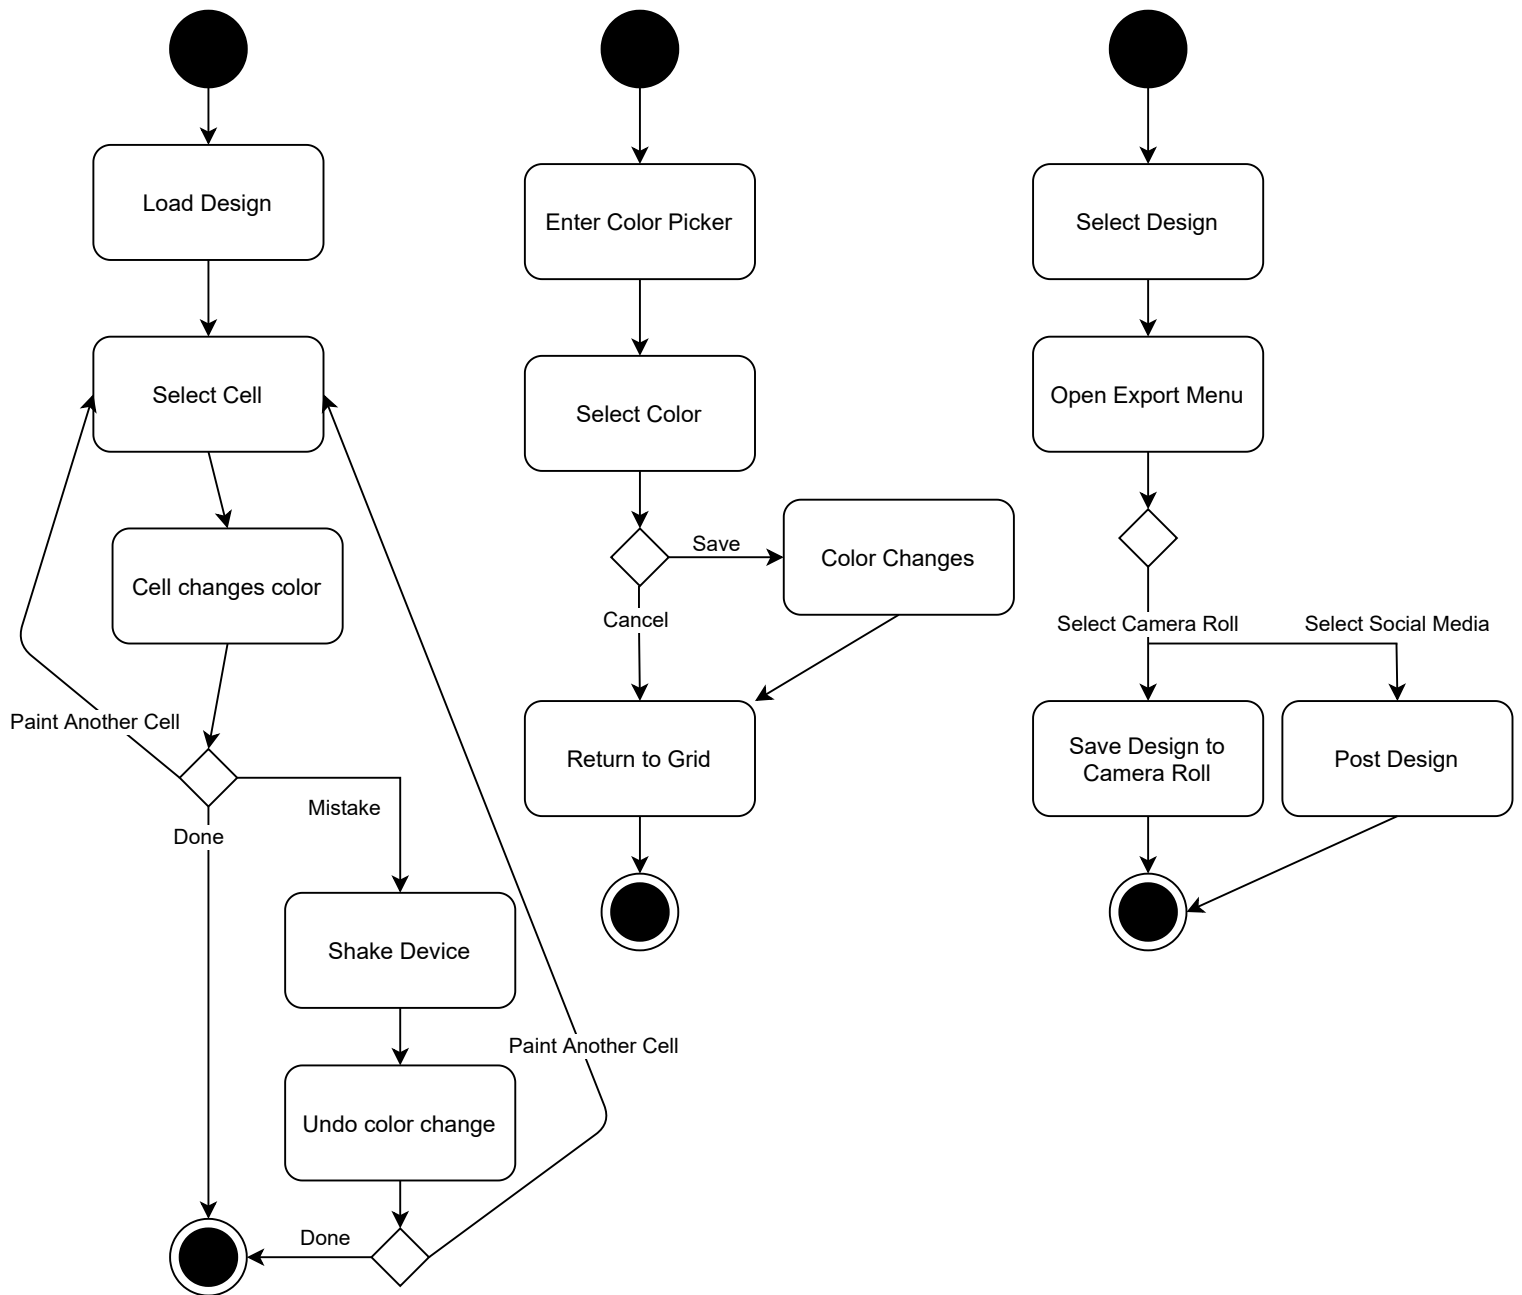 Load Design
Select Cell
Cell changes color
Paint Another Cell
Done
Mistake
Shake Device
Undo color change
Paint Another Cell
Done
Enter Color Picker
Select Color
Save
Color Changes
Cancel
Return to Grid
Select Design
Open Export Menu
Select Camera Roll
Select Social Media
Save Design to
Camera Roll
Post Design